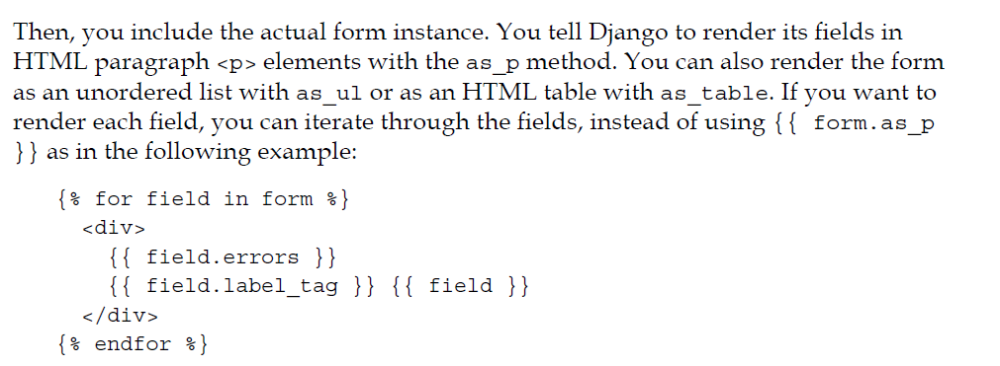 Then, you include the actual form instance. You tell Django to render its fields in
HTML paragraph <p> elements with the as_p method. You can also render the form
as an unordered list with as_ul or as an HTML table with as_table. If you want to
render each field, you can iterate through the fields, instead of using {{ form.as_p
}} as in the following example:
{% for field in form %}
<div>
{{ field.errors }}
{{ field.label_tag }} {{ field }}
</div>
{% endfor %}